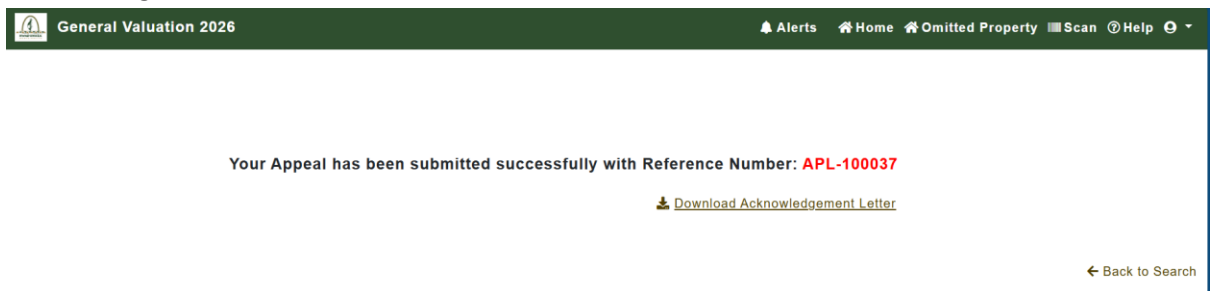 General Valuation 2026 Alerts Home Omitted Property Scan Help
Your Appeal has been submitted successfully with Reference Number: APL-100037
Download Acknowledgement Letter
Back to Search